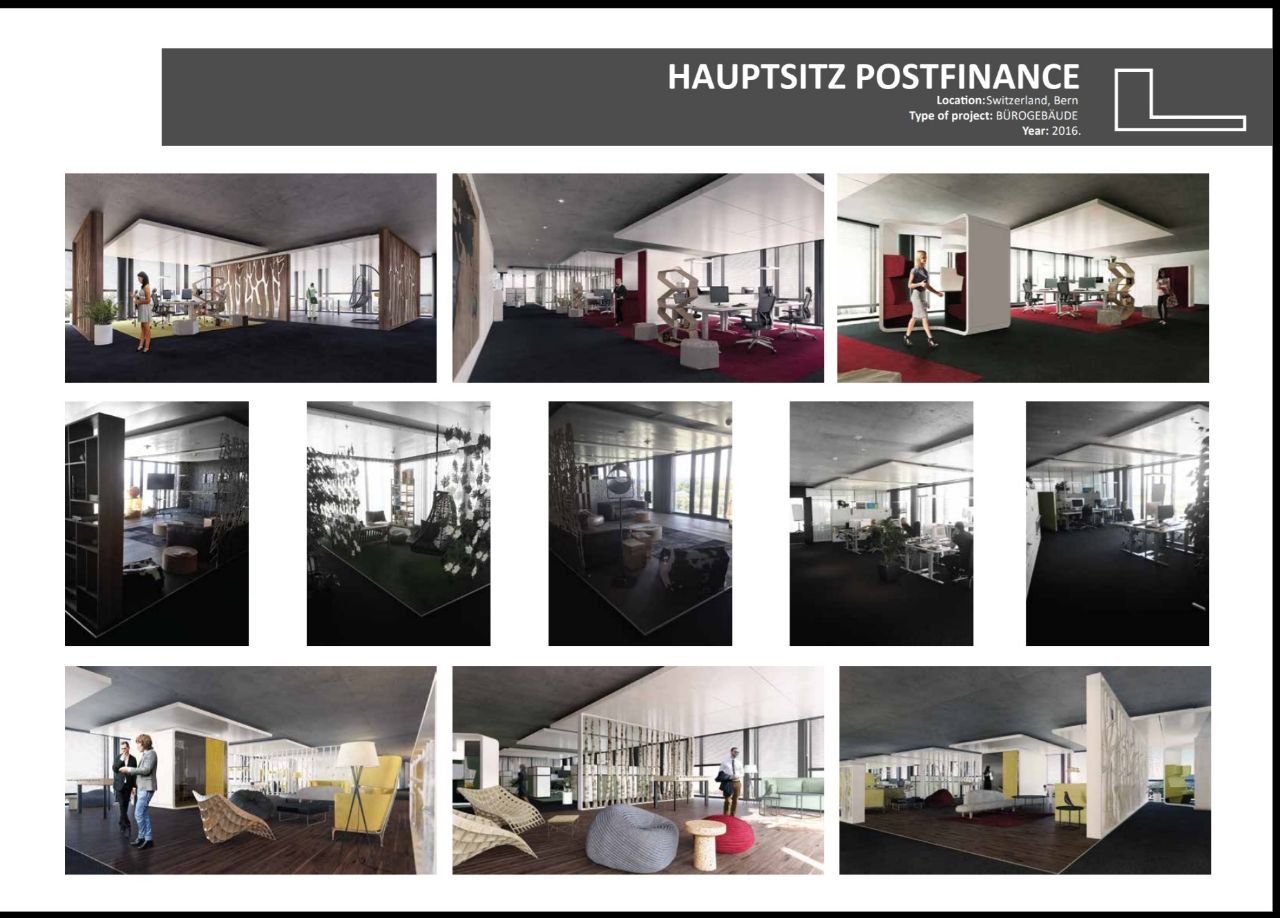 HAUPTSITZ POSTFINANCE
Location:Switzerland, Bern
Type of project: BÜROGEBÄUDE
Year: 2016.